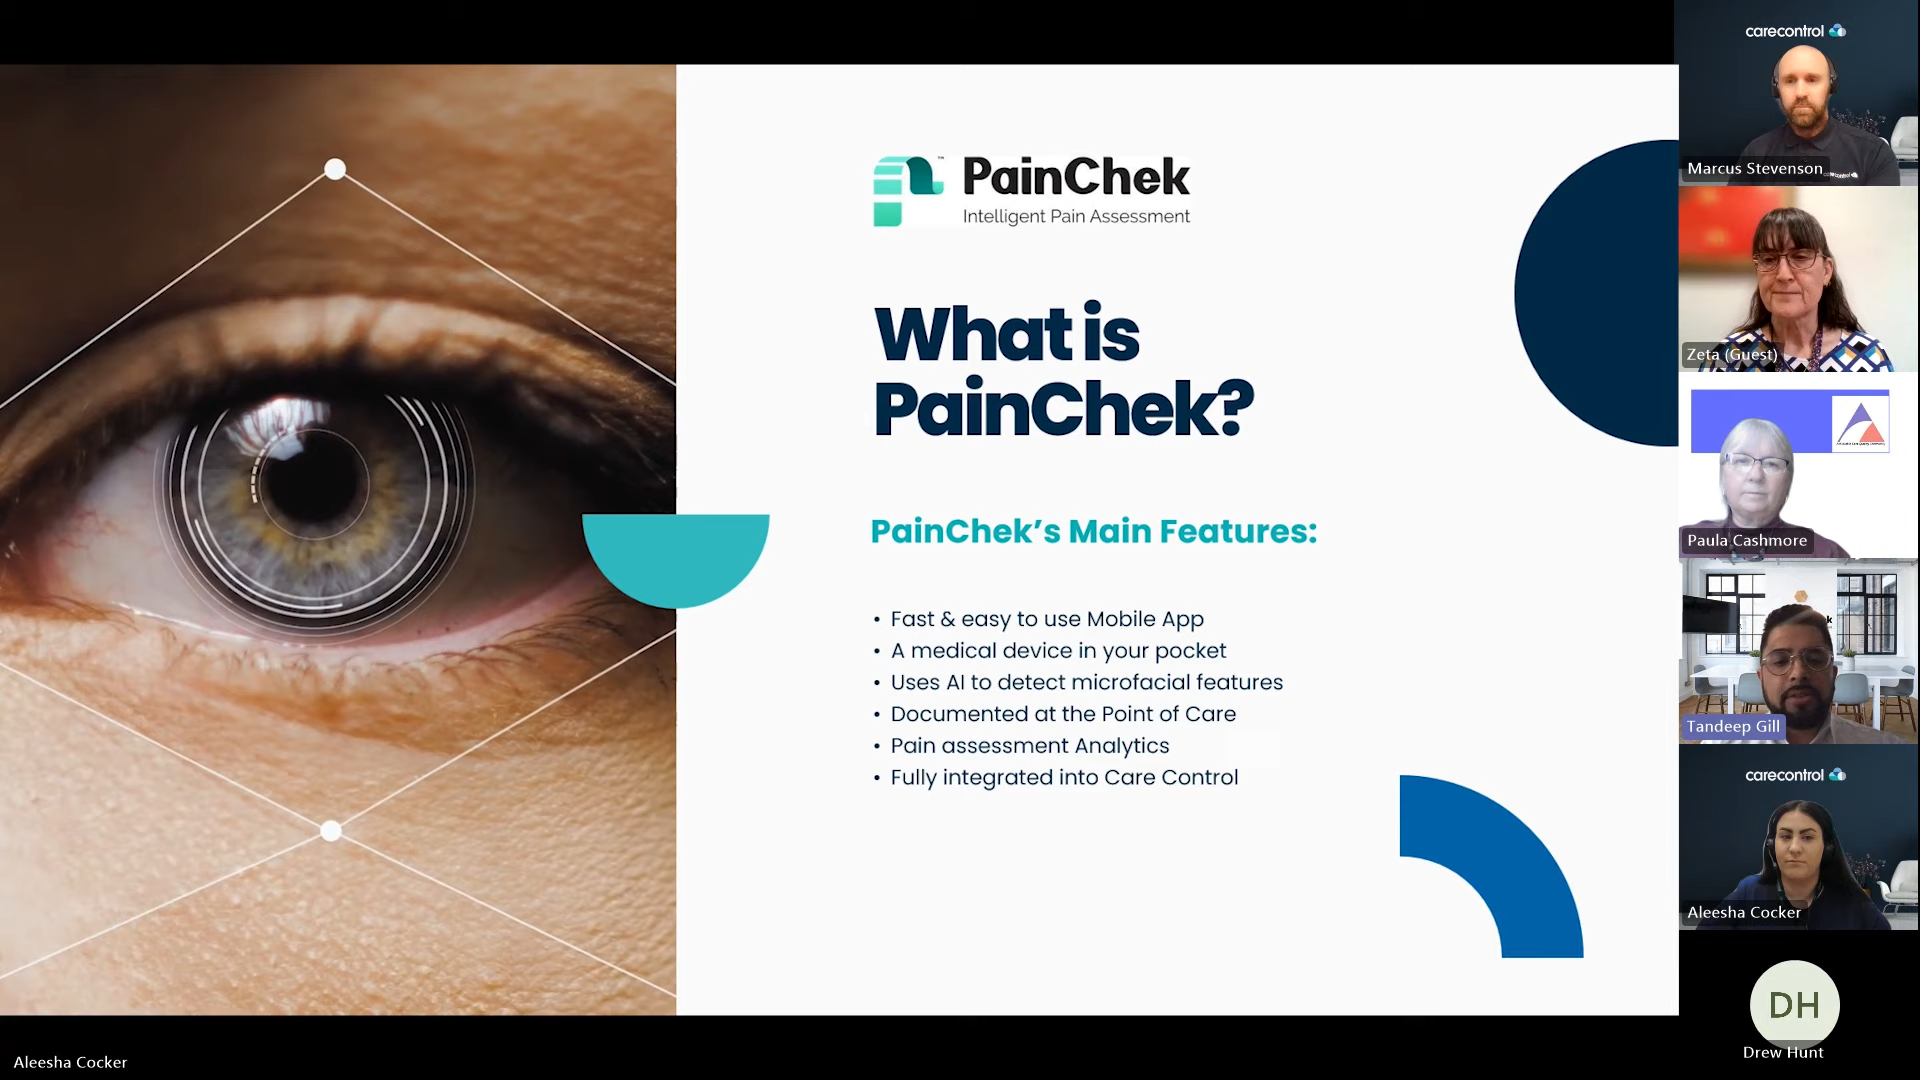 PainChek
™
Intelligent Pain Assessment
What is
PainChek?
PainChek's Main Features:
• Fast & easy to use Mobile App
• A medical device in your pocket
• Uses AI to detect microfacial features
• Documented at the Point of Care
• Pain assessment Analytics
• Fully integrated into Care Control
carecontrol
Marcus Stevenson
Zeta (Guest)
Paula Cashmore
Tandeep Gill
carecontrol
Aleesha Cocker
DH
Drew Hunt
Aleesha Cocker